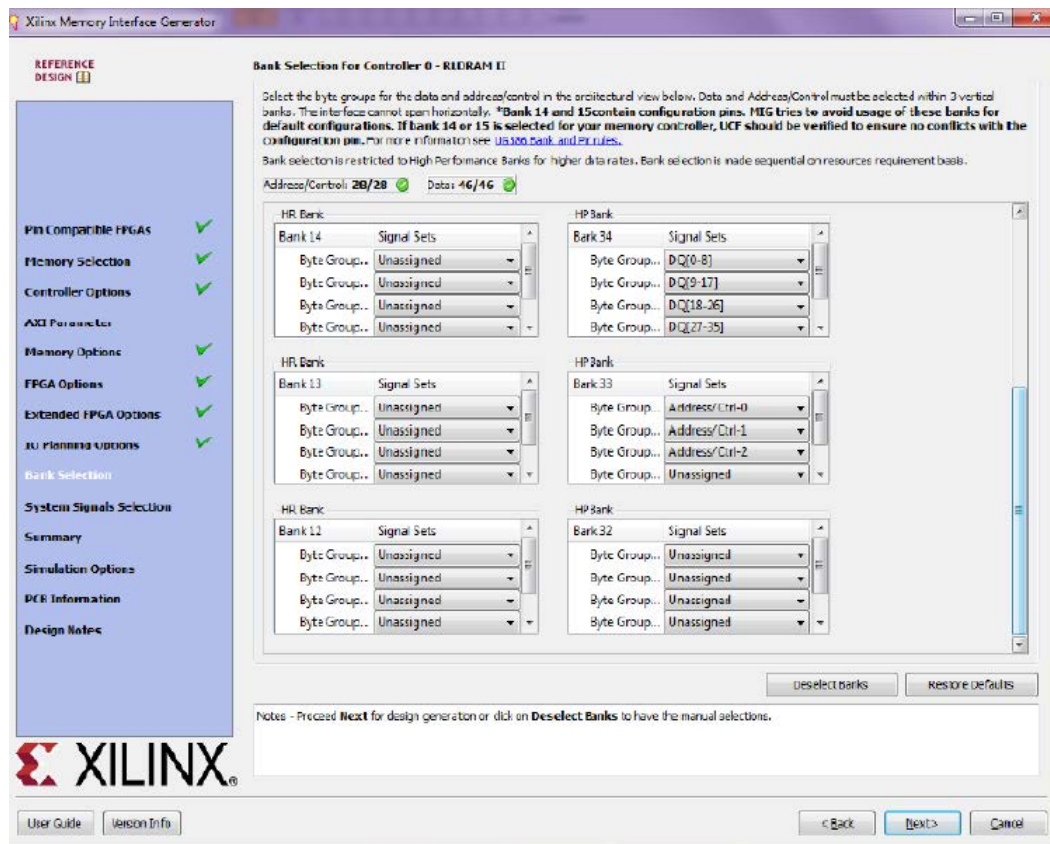 Xilinx Memory Interface Generator
REFERENCE
DESIGN
Pin Compatible FPGAs
Memory Selection
Controller Options
AXI Parameter
Memory Options
FPGA Options
Extended FPGA Options
IO Planning Options
Bank Selection
System Signals Selection
Summary
Simulation Options
PCB Information
Design Notes
XILINX®
Bank Selection For Controller 0 - RLDRAM II
Select the byte groups for the data and address/control in the architectural view below. Data and Address/Control must be selected within 3 vertical
banks. The interface cannot span horizontally. *Bank 14 and 15contain configuration pins. MIG tries to avoid usage of these banks for
default configurations. If bank 14 or 15 is selected for your memory controller, UCF should be verified to ensure no conflicts with the
configuration pin. For more information see UG586 Bank and Pin rules.
Bank selection is restricted to High Performance Banks for higher data rates. Bank selection is made sequential on resources requirement basis.
Address/Control: 28/28 Data: 46/46
HR Bank
Bank 14 Signal Sets
Byte Group... Unassigned
Byte Group... Unassigned
Byte Group... Unassigned
Byte Group... Unassigned
HP Bank
Bank 34 Signal Sets
Byte Group... DQ[0-8]
Byte Group... DQ[9-17]
Byte Group... DQ[18-26]
Byte Group... DQ[27-35]
HR Bank
Bank 13 Signal Sets
Byte Group... Unassigned
Byte Group... Unassigned
Byte Group... Unassigned
Byte Group... Unassigned
HP Bank
Bank 33 Signal Sets
Byte Group... Address/Ctrl-0
Byte Group... Address/Ctrl-1
Byte Group... Address/Ctrl-2
Byte Group... Unassigned
HR Bank
Bank 12 Signal Sets
Byte Group... Unassigned
Byte Group... Unassigned
Byte Group... Unassigned
Byte Group... Unassigned
HP Bank
Bank 32 Signal Sets
Byte Group... Unassigned
Byte Group... Unassigned
Byte Group... Unassigned
Byte Group... Unassigned
Deselect Banks Restore Defaults
Notes - Proceed Next for design generation or click on Deselect Banks to have the manual selections.
User Guide Version Info < Back Next > Cancel